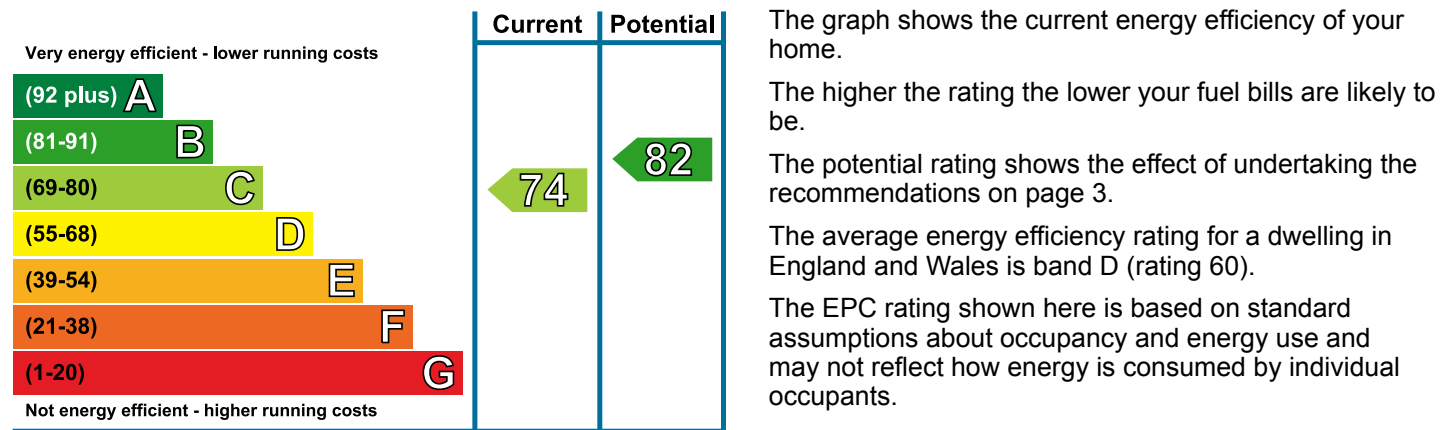 Current Potential
Very energy efficient - lower running costs
(92 plus) A
(81-91) B
82
(69-80) C
74
(55-68) D
(39-54) E
(21-38) F
(1-20) G
Not energy efficient - higher running costs
The graph shows the current energy efficiency of your
home.
The higher the rating the lower your fuel bills are likely to
be.
The potential rating shows the effect of undertaking the
recommendations on page 3.
The average energy efficiency rating for a dwelling in
England and Wales is band D (rating 60).
The EPC rating shown here is based on standard
assumptions about occupancy and energy use and
may not reflect how energy is consumed by individual
occupants.